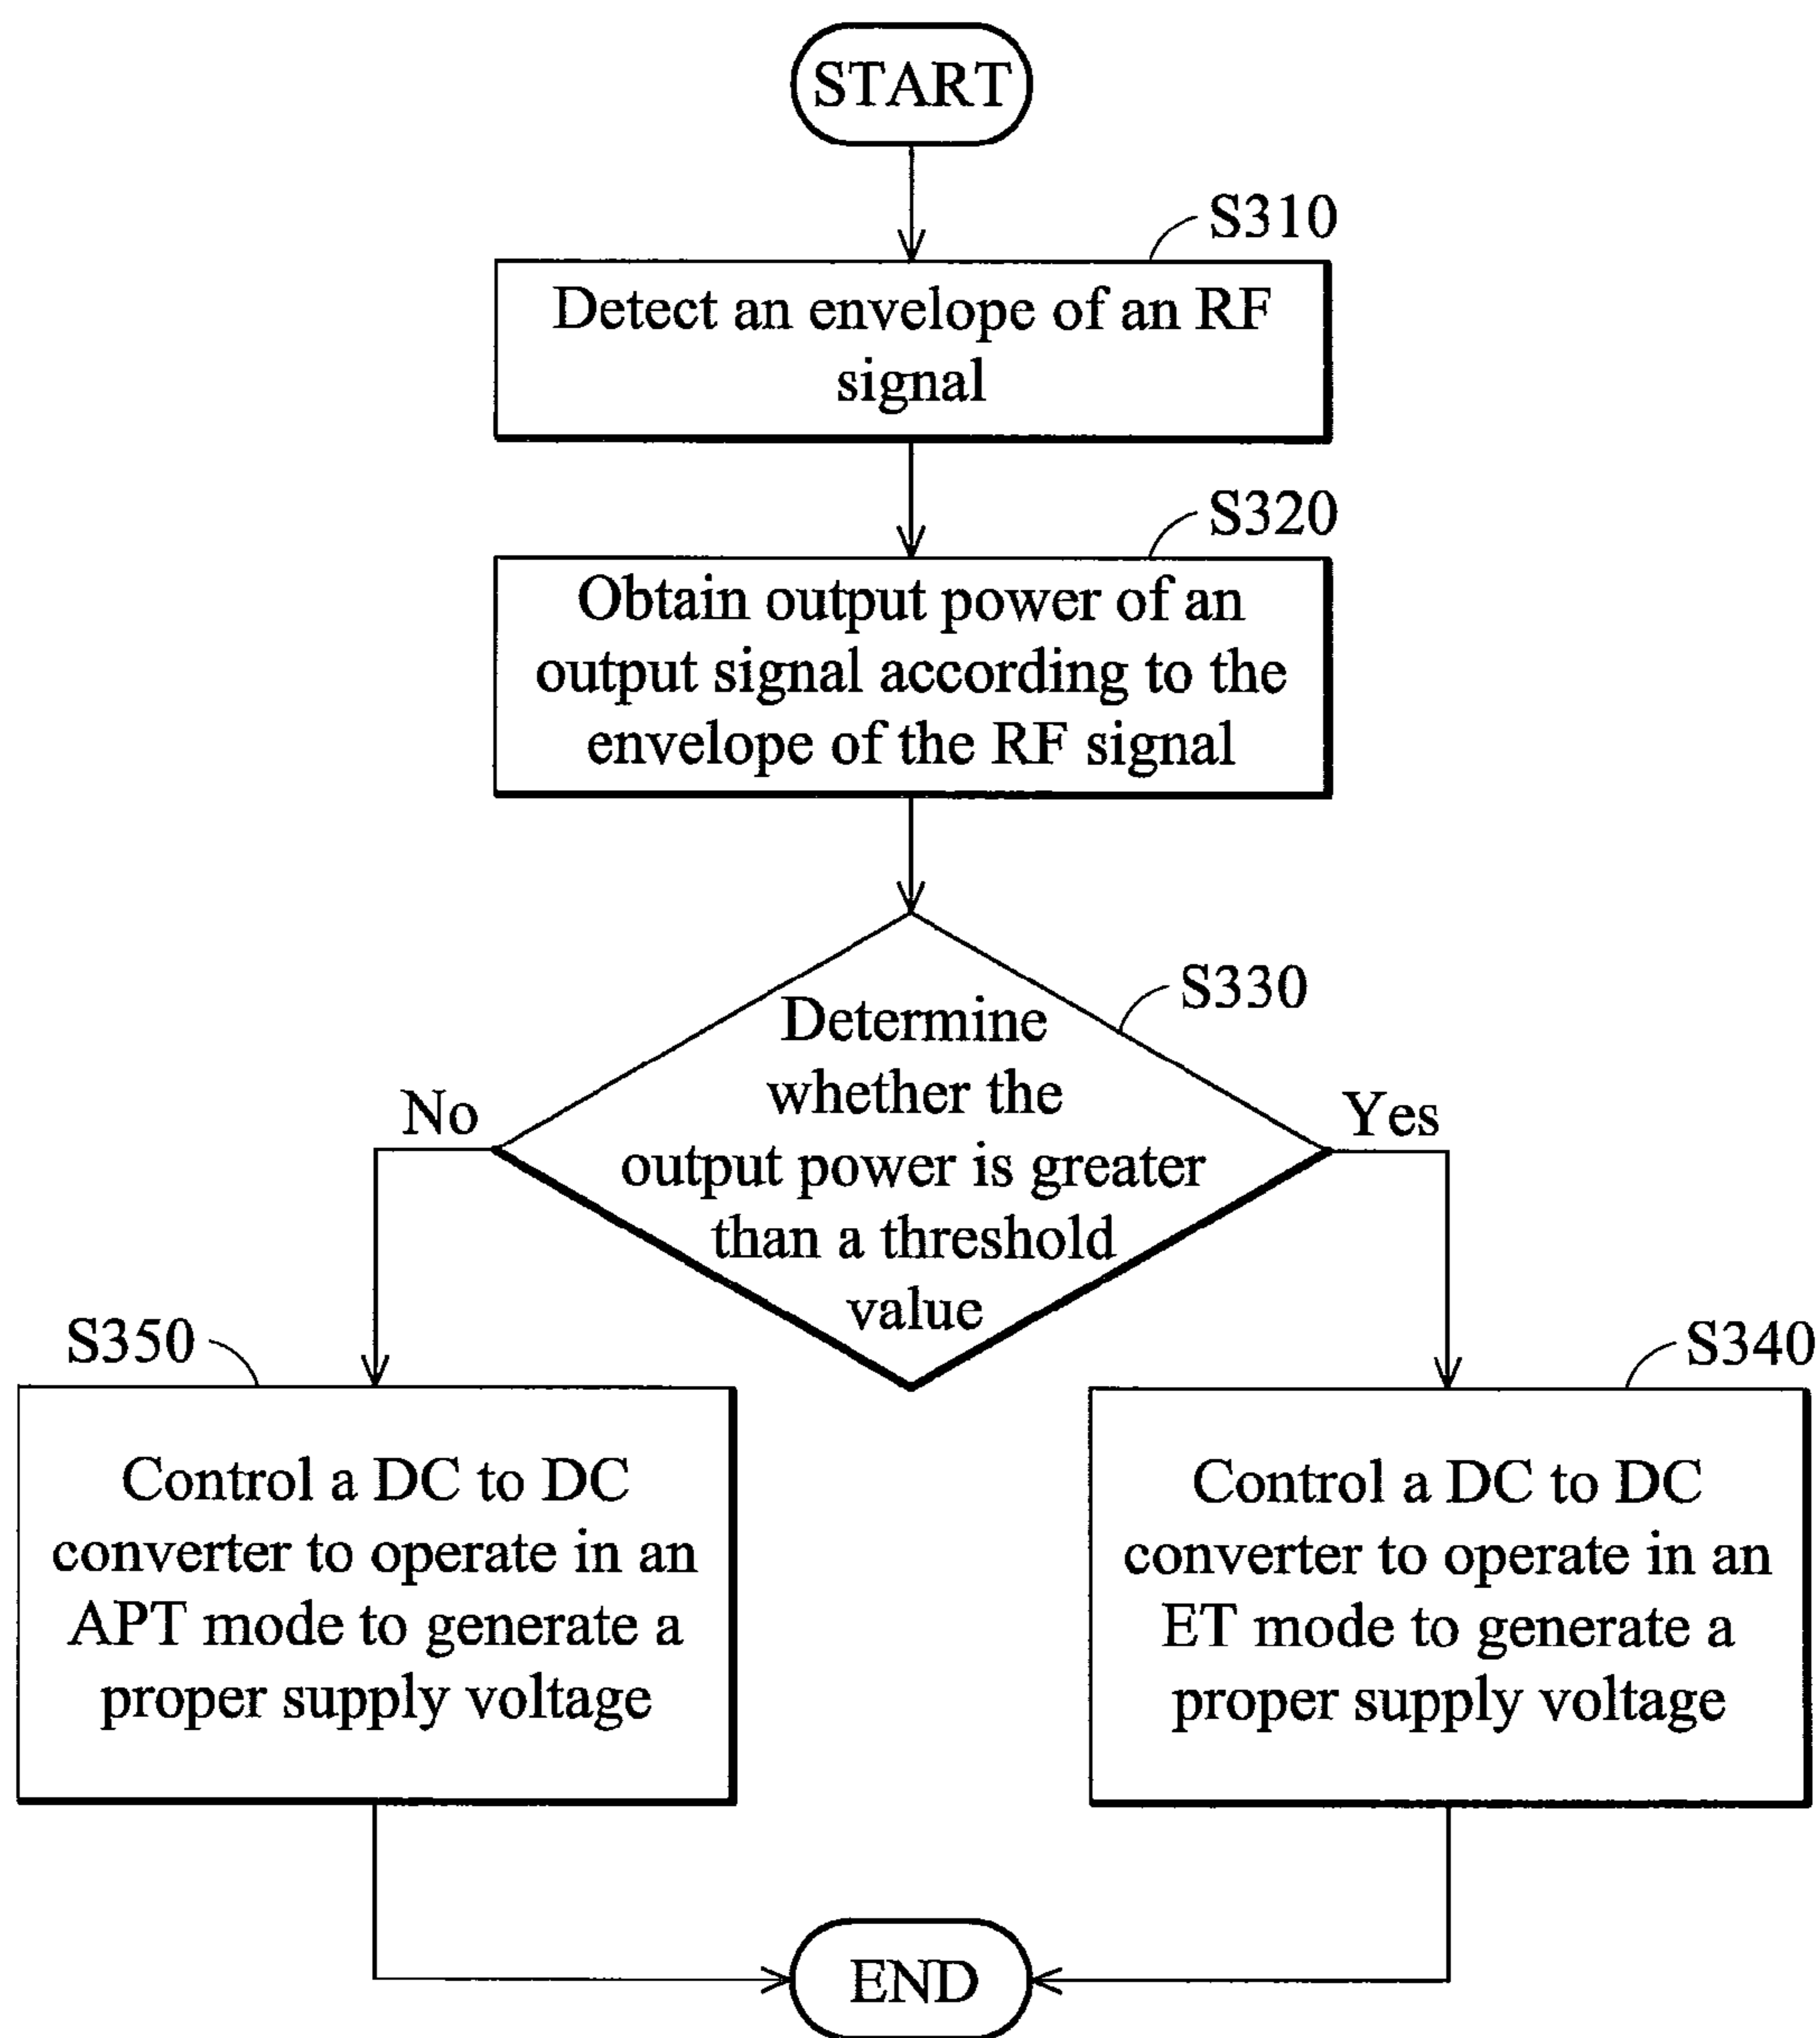 START
S310
Detect an envelope of an RF
signal
S320
Obtain output power of an
output signal according to the
envelope of the RF signal
S330
Determine
whether the
output power is greater
than a threshold
value
No
Yes
S350
Control a DC to DC
converter to operate in an
APT mode to generate a
proper supply voltage
S340
Control a DC to DC
converter to operate in an
ET mode to generate a
proper supply voltage
END